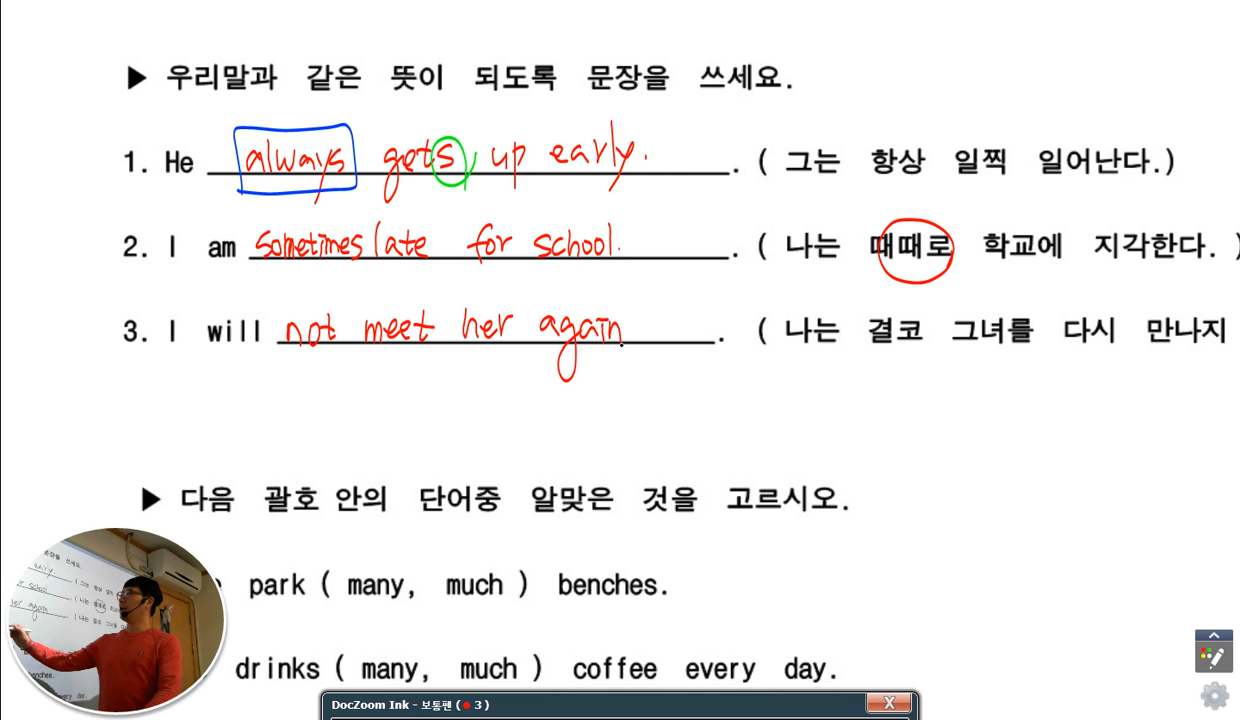 ▶ 우리말과 같은 뜻이 되도록 문장을 쓰세요.
1. He always gets up early. . ( 그는 항상 일찍 일어난다.)
2. I am sometimes late for school. . ( 나는 때때로 학교에 지각한다. )
3. I will not meet her again . ( 나는 결코 그녀를 다시 만나지
▶ 다음 괄호 안의 단어중 알맞은 것을 고르시오.
park ( many, much ) benches.
drinks ( many, much ) coffee every day.
DocZoom Ink - 보통펜 ( 3 ) X